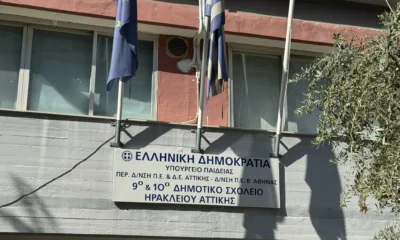 ΕΛΛΗΝΙΚΗ ΔΗΜΟΚΡΑΤΙΑ
ΥΠΟΥΡΓΕΙΟ ΠΑΙΔΕΙΑΣ
ΠΕΡ. Δ/ΝΣΗ Π.Ε. & Δ.Ε. ΑΤΤΙΚΗΣ - Δ/ΝΣΗ Π.Ε. Β΄ ΑΘΗΝΑΣ
9ο & 10ο ΔΗΜΟΤΙΚΟ ΣΧΟΛΕΙΟ
ΗΡΑΚΛΕΙΟΥ ΑΤΤΙΚΗΣ